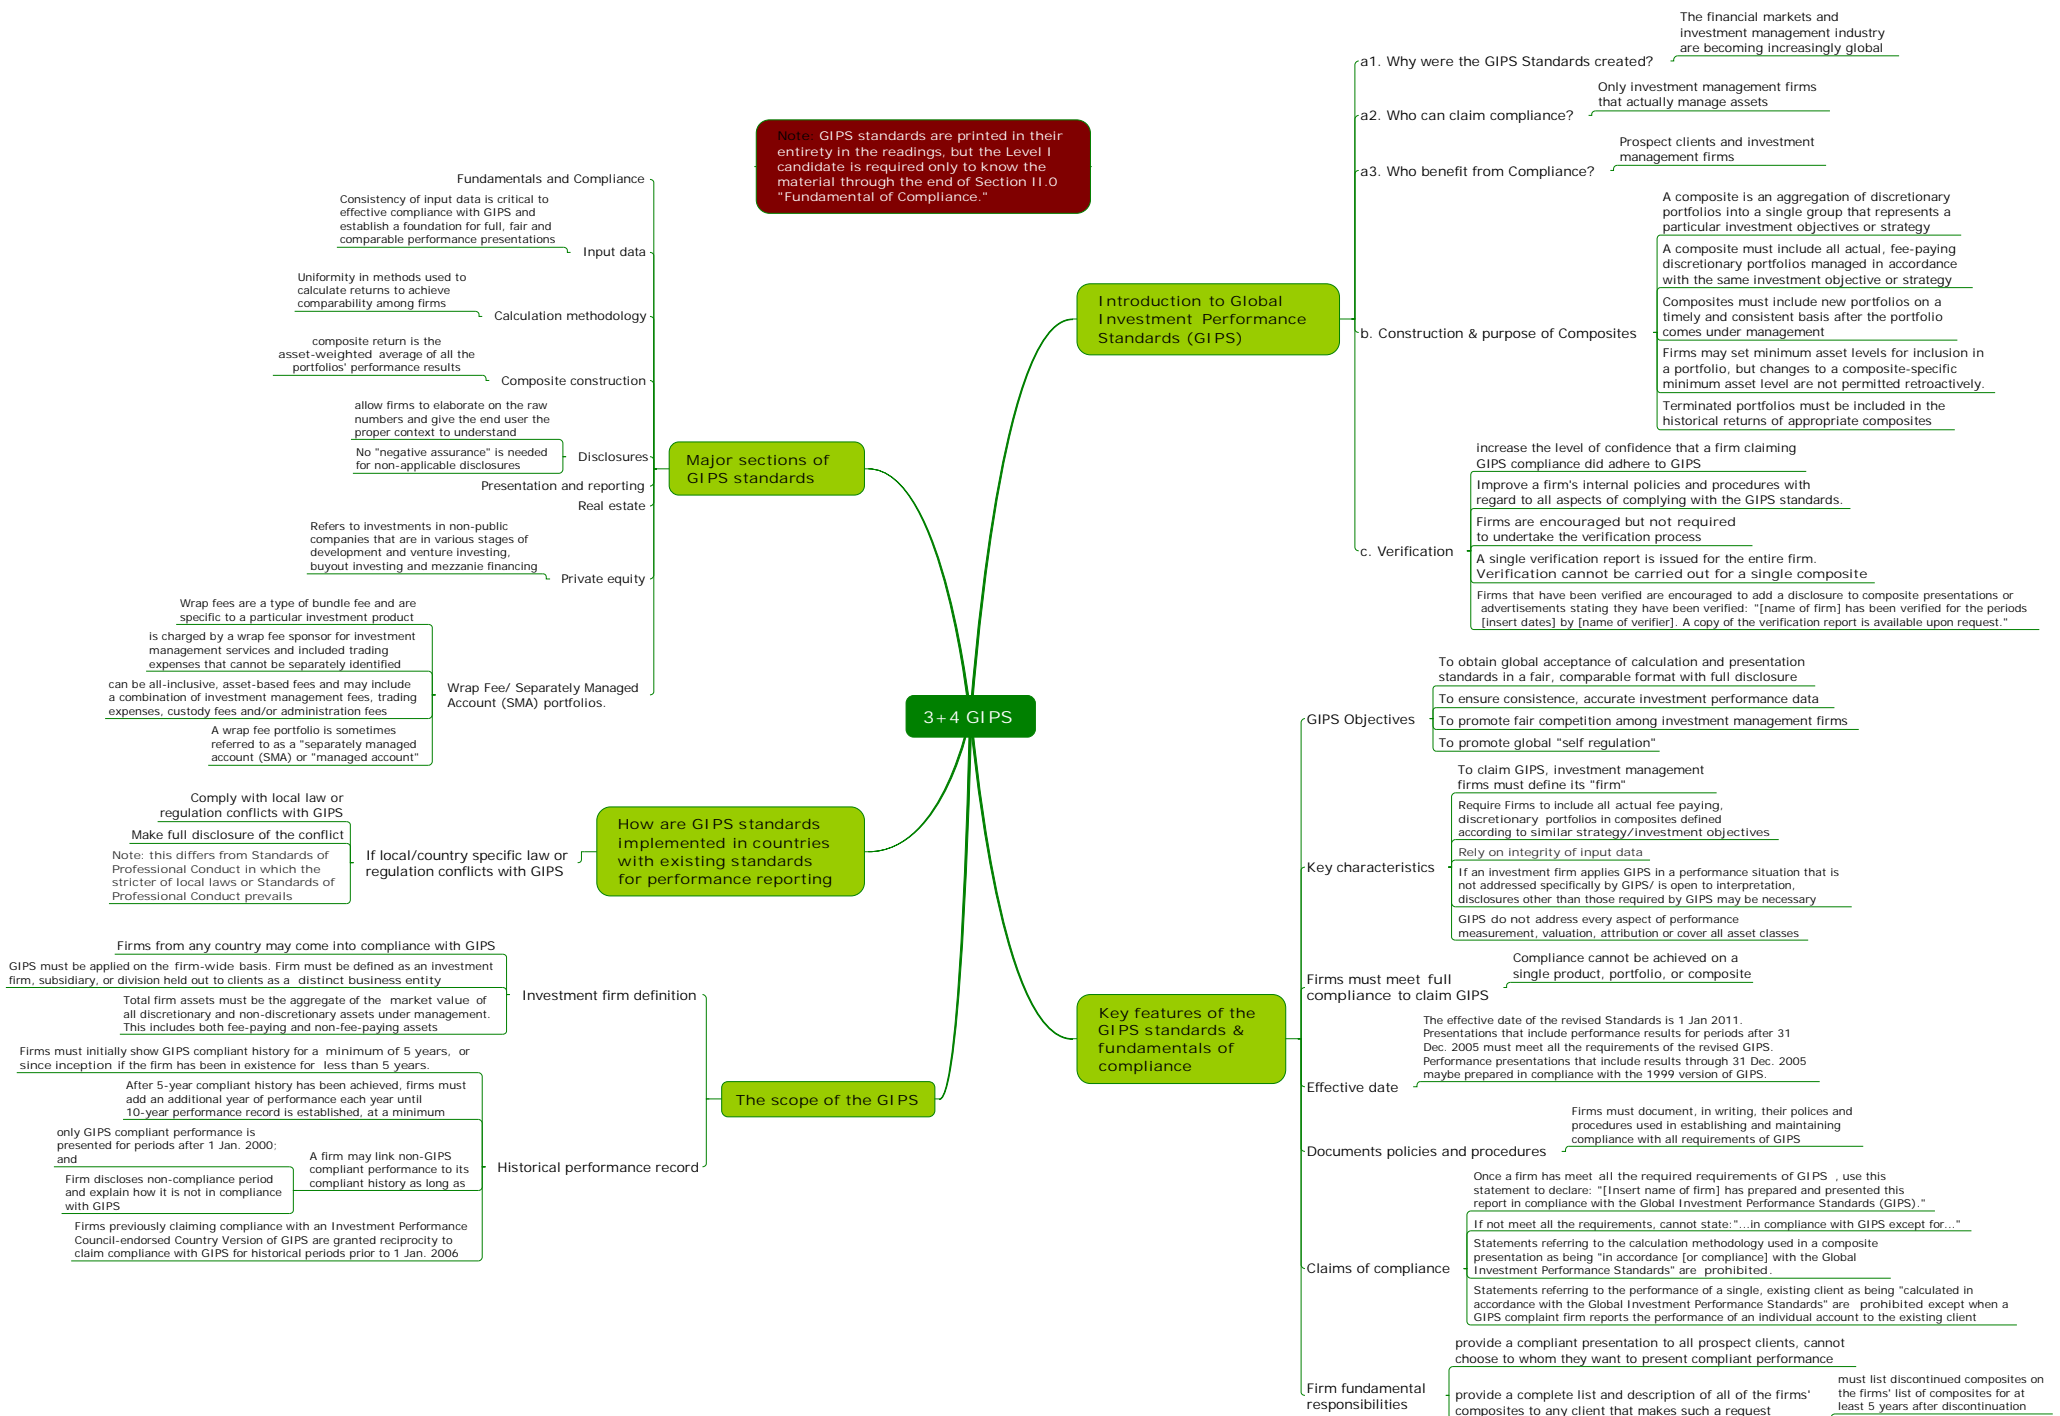 3+4 GIPS
Note: GIPS standards are printed in their
entirety in the readings, but the Level I
candidate is required only to know the
material through the end of Section II.0
"Fundamental of Compliance."
Introduction to Global
Investment Performance
Standards (GIPS)
a1. Why were the GIPS Standards created?
The financial markets and
investment management industry
are becoming increasingly global
a2. Who can claim compliance?
Only investment management firms
that actually manage assets
a3. Who benefit from Compliance?
Prospect clients and investment
management firms
b. Construction & purpose of Composites
A composite is an aggregation of discretionary
portfolios into a single group that represents a
particular investment objectives or strategy
A composite must include all actual, fee-paying
discretionary portfolios managed in accordance
with the same investment objective or strategy
Composites must include new portfolios on a
timely and consistent basis after the portfolio
comes under management
Firms may set minimum asset levels for inclusion in
a portfolio, but changes to a composite-specific
minimum asset level are not permitted retroactively.
Terminated portfolios must be included in the
historical returns of appropriate composites
c. Verification
increase the level of confidence that a firm claiming
GIPS compliance did adhere to GIPS
Improve a firm's internal policies and procedures with
regard to all aspects of complying with the GIPS standards.
Firms are encouraged but not required
to undertake the verification process
A single verification report is issued for the entire firm.
Verification cannot be carried out for a single composite
Firms that have been verified are encouraged to add a disclosure to composite presentations or
advertisements stating they have been verified: "[name of firm] has been verified for the periods
[insert dates] by [name of verifier]. A copy of the verification report is available upon request."
Key features of the
GIPS standards &
fundamentals of
compliance
GIPS Objectives
To obtain global acceptance of calculation and presentation
standards in a fair, comparable format with full disclosure
To ensure consistence, accurate investment performance data
To promote fair competition among investment management firms
To promote global "self regulation"
Key characteristics
To claim GIPS, investment management
firms must define its "firm"
Require Firms to include all actual fee paying,
discretionary portfolios in composites defined
according to similar strategy/investment objectives
Rely on integrity of input data
If an investment firm applies GIPS in a performance situation that is
not addressed specifically by GIPS/ is open to interpretation,
disclosures other than those required by GIPS may be necessary
GIPS do not address every aspect of performance
measurement, valuation, attribution or cover all asset classes
Firms must meet full
compliance to claim GIPS
Compliance cannot be achieved on a
single product, portfolio, or composite
Effective date
The effective date of the revised Standards is 1 Jan 2011.
Presentations that include performance results for periods after 31
Dec. 2005 must meet all the requirements of the revised GIPS.
Performance presentations that include results through 31 Dec. 2005
maybe prepared in compliance with the 1999 version of GIPS.
Documents policies and procedures
Firms must document, in writing, their polices and
procedures used in establishing and maintaining
compliance with all requirements of GIPS
Claims of compliance
Once a firm has meet all the required requirements of GIPS , use this
statement to declare: "[Insert name of firm] has prepared and presented this
report in compliance with the Global Investment Performance Standards (GIPS)."
If not meet all the requirements, cannot state:"...in compliance with GIPS except for..."
Statements referring to the calculation methodology used in a composite
presentation as being "in accordance [or compliance] with the Global
Investment Performance Standards" are prohibited.
Statements referring to the performance of a single, existing client as being "calculated in
accordance with the Global Investment Performance Standards" are prohibited except when a
GIPS complaint firm reports the performance of an individual account to the existing client
Firm fundamental
responsibilities
provide a compliant presentation to all prospect clients, cannot
choose to whom they want to present compliant performance
provide a complete list and description of all of the firms'
composites to any client that makes such a request
must list discontinued composites on
the firms' list of composites for at
least 5 years after discontinuation
Major sections of
GIPS standards
Fundamentals and Compliance
Input data
Consistency of input data is critical to
effective compliance with GIPS and
establish a foundation for full, fair and
comparable performance presentations
Calculation methodology
Uniformity in methods used to
calculate returns to achieve
comparability among firms
Composite construction
composite return is the
asset-weighted average of all the
portfolios' performance results
Disclosures
allow firms to elaborate on the raw
numbers and give the end user the
proper context to understand
No "negative assurance" is needed
for non-applicable disclosures
Presentation and reporting
Real estate
Private equity
Refers to investments in non-public
companies that are in various stages of
development and venture investing,
buyout investing and mezzanie financing
Wrap Fee/ Separately Managed
Account (SMA) portfolios.
Wrap fees are a type of bundle fee and are
specific to a particular investment product
is charged by a wrap fee sponsor for investment
management services and included trading
expenses that cannot be separately identified
can be all-inclusive, asset-based fees and may include
a combination of investment management fees, trading
expenses, custody fees and/or administration fees
A wrap fee portfolio is sometimes
referred to as a "separately managed
account (SMA) or "managed account"
How are GIPS standards
implemented in countries
with existing standards
for performance reporting
If local/country specific law or
regulation conflicts with GIPS
Comply with local law or
regulation conflicts with GIPS
Make full disclosure of the conflict
Note: this differs from Standards of
Professional Conduct in which the
stricter of local laws or Standards of
Professional Conduct prevails
The scope of the GIPS
Investment firm definition
Firms from any country may come into compliance with GIPS
GIPS must be applied on the firm-wide basis. Firm must be defined as an investment
firm, subsidiary, or division held out to clients as a distinct business entity
Total firm assets must be the aggregate of the market value of
all discretionary and non-discretionary assets under management.
This includes both fee-paying and non-fee-paying assets
Historical performance record
Firms must initially show GIPS compliant history for a minimum of 5 years, or
since inception if the firm has been in existence for less than 5 years.
After 5-year compliant history has been achieved, firms must
add an additional year of performance each year until
10-year performance record is established, at a minimum
A firm may link non-GIPS
compliant performance to its
compliant history as long as
only GIPS compliant performance is
presented for periods after 1 Jan. 2000;
and
Firm discloses non-compliance period
and explain how it is not in compliance
with GIPS
Firms previously claiming compliance with an Investment Performance
Council-endorsed Country Version of GIPS are granted reciprocity to
claim compliance with GIPS for historical periods prior to 1 Jan. 2006